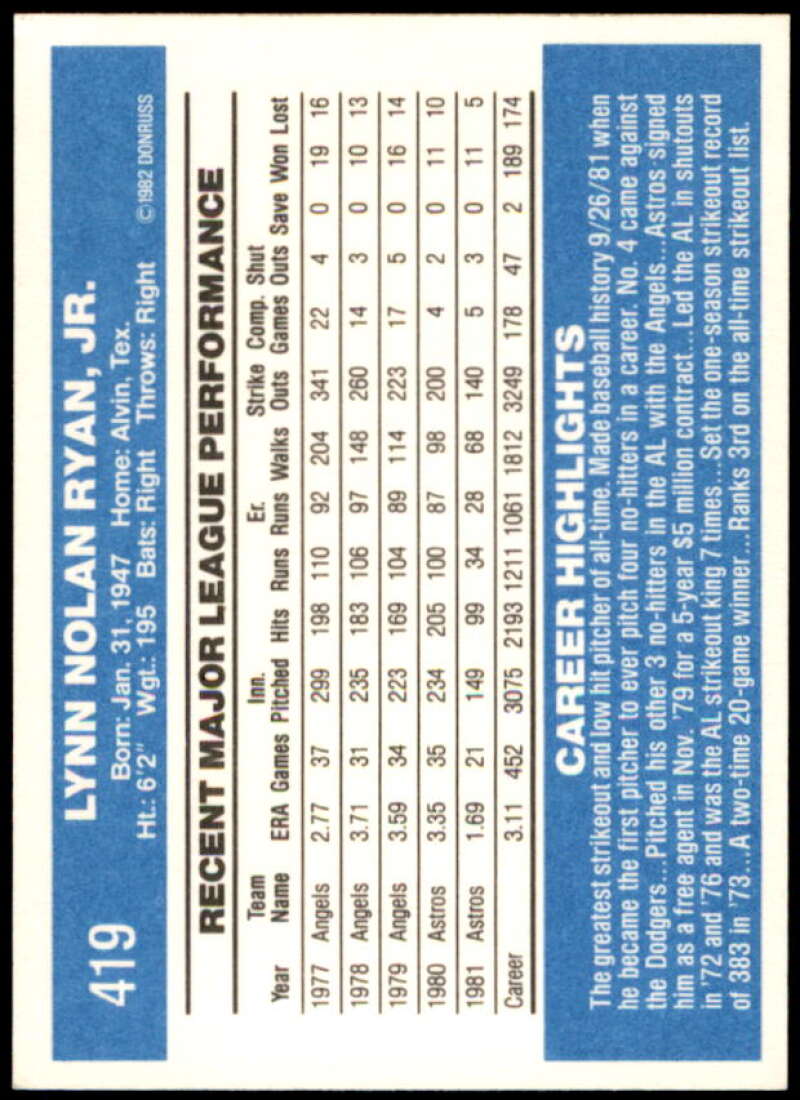 419
LYNN NOLAN RYAN, JR.
Born: Jan. 31, 1947 Home: Alvin, Tex.
Ht.: 6'2" Wgt.: 195 Bats: Right Throws: Right ©1982 DONRUSS
RECENT MAJOR LEAGUE PERFORMANCE
Team Inn. Er. Strike Comp. Shut
Year Name ERA Games Pitched Hits Runs Runs Walks Outs Games Outs Save Won Lost
1977 Angels 2.77 37 299 198 110 92 204 341 22 4 0 19 16
1978 Angels 3.71 31 235 183 106 97 148 260 14 3 0 10 13
1979 Angels 3.59 34 223 169 104 89 114 223 17 5 0 16 14
1980 Astros 3.35 35 234 205 100 87 98 200 4 2 0 11 10
1981 Astros 1.69 21 149 99 34 28 68 140 5 3 0 11 5
Career 3.11 452 3075 2193 1211 1061 1812 3249 178 47 2 189 174
CAREER HIGHLIGHTS
The greatest strikeout and low hit pitcher of all-time. Made baseball history 9/26/81 when
he became the first pitcher to ever pitch four no-hitters in a career. No. 4 came against
the Dodgers...Pitched his other 3 no-hitters in the AL with the Angels...Astros signed
him as a free agent in Nov. '79 for a 5-year $5 million contract...Led the AL in shutouts
in '72 and '76 and was the AL strikeout king 7 times...Set the one-season strikeout record
of 383 in '73...A two-time 20-game winner...Ranks 3rd on the all-time strikeout list.